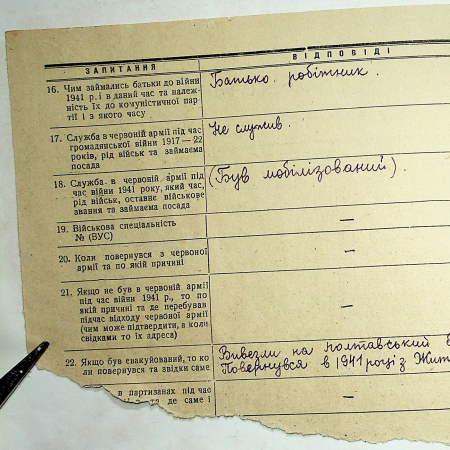 ЗАПИТАННЯ
ВІДПОВІДІ
16. Чим займались батьки до війни
1941 р. і в даний час та належ-
ність їх до комуністичної пар-
тії і з якого часу
Батько робітник.
17. Служба в червоній армії під час
громадянської війни 1917—22
років, рід військ та займаєма
посада
Не служив.
18. Служба в червоній армії під
час війни 1941 року, який час,
рід військ, останнє військове
звання та займаєма посада
(Був мобілізований).
19. Військова спеціальність
№ (ВУС)
—
20. Коли повернувся з червоної
армії та по якій причині
—
21. Якщо не був в червоній армії
під час війни 1941 р., то по
якій причині та де перебував
підчас відходу червоної армії
(чим може підтвердити, а коли
свідками то їх адреса)
—
22. Якщо був евакуйований, то ко
ли повернувся та звідки саме
Вивезли на полтавський
Повернувся в 1941 році з Жит
в партизанах під час
та де саме і
—